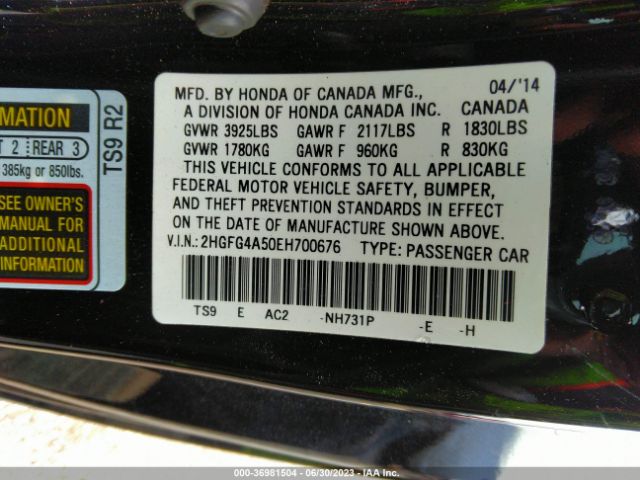 MATION
T 2 REAR 3
385kg or 850lbs.
SEE OWNER'S
MANUAL FOR
ADDITIONAL
INFORMATION
TS9 R2
MFD. BY HONDA OF CANADA MFG., 04/'14
A DIVISION OF HONDA CANADA INC. CANADA
GVWR 3925LBS GAWR F 2117LBS R 1830LBS
GVWR 1780KG GAWR F 960KG R 830KG
THIS VEHICLE CONFORMS TO ALL APPLICABLE
FEDERAL MOTOR VEHICLE SAFETY, BUMPER,
AND THEFT PREVENTION STANDARDS IN EFFECT
ON THE DATE OF MANUFACTURE SHOWN ABOVE.
V.I.N.: 2HGFG4A50EH700676 TYPE: PASSENGER CAR
TS9 E AC2 -NH731P -E -H
000-36981504 - 06/30/2023 - IAA Inc.